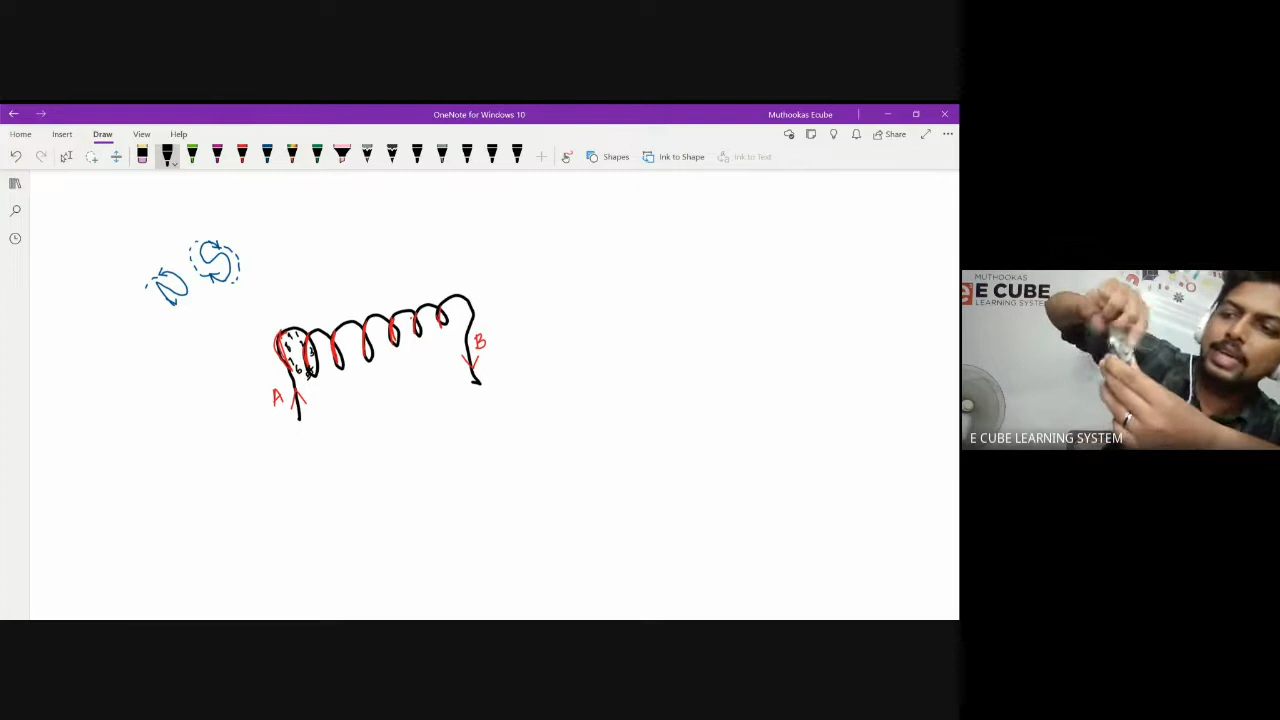 OneNote for Windows 10
Muthookas Ecube
Home Insert Draw View Help
Share
Shapes Ink to Shape Ink to Text
N S
A
B
MUTHOOKAS
E CUBE
LEARNING SYSTEM
E CUBE LEARNING SYSTEM